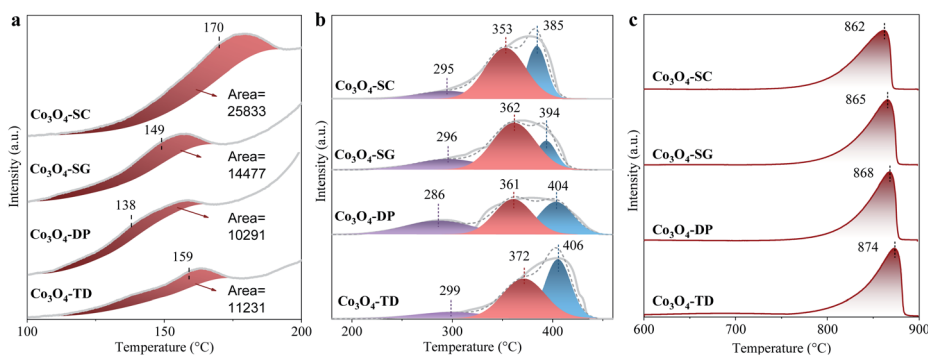 a
170
Co₃O₄-SC
Area=
25833
149
Co₃O₄-SG
Area=
14477
138
Co₃O₄-DP
Area=
10291
159
Co₃O₄-TD
Area=
11231
Intensity (a.u.)
100 150 200
Temperature (°C)
b
353 385
295
Co₃O₄-SC
362 394
296
Co₃O₄-SG
286 361 404
Co₃O₄-DP
372 406
299
Co₃O₄-TD
Intensity (a.u.)
200 300 400
Temperature (°C)
c
862
Co₃O₄-SC
865
Co₃O₄-SG
868
Co₃O₄-DP
874
Co₃O₄-TD
Intensity (a.u.)
600 700 800 900
Temperature (°C)